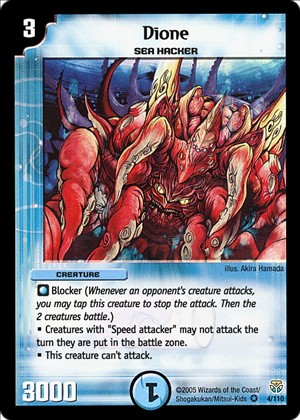 3
Dione
SEA HACKER
illus. Akira Hamada
CREATURE
Blocker (Whenever an opponent's creature attacks,
you may tap this creature to stop the attack. Then the
2 creatures battle.)
▪ Creatures with "Speed attacker" may not attack the
turn they are put in the battle zone.
▪ This creature can't attack.
3000
1
©2005 Wizards of the Coast/
Shogakukan/Mitsui-Kids 4/110